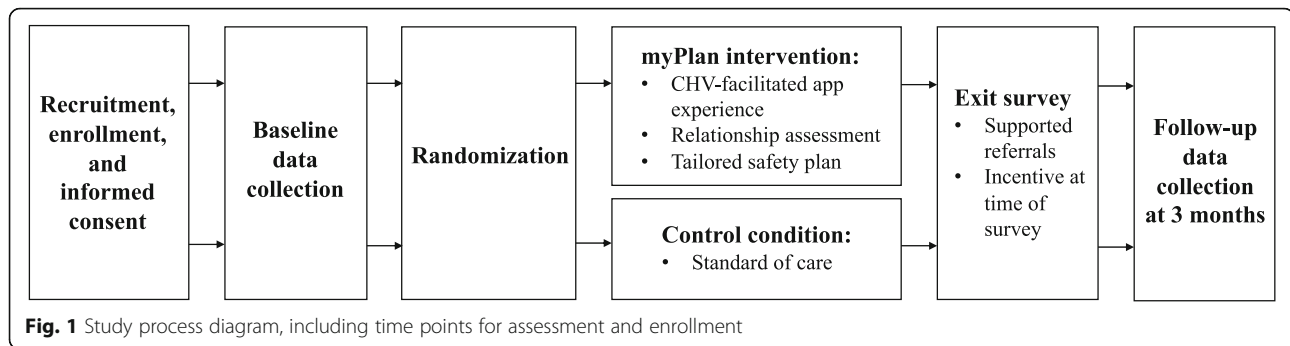 Recruitment,
enrollment,
and
informed
consent
Baseline
data
collection
Randomization
myPlan intervention:
• CHV-facilitated app
experience
• Relationship assessment
• Tailored safety plan
Control condition:
• Standard of care
Exit survey
• Supported
referrals
• Incentive at
time of
survey
Follow-up
data
collection
at 3 months
Fig. 1 Study process diagram, including time points for assessment and enrollment